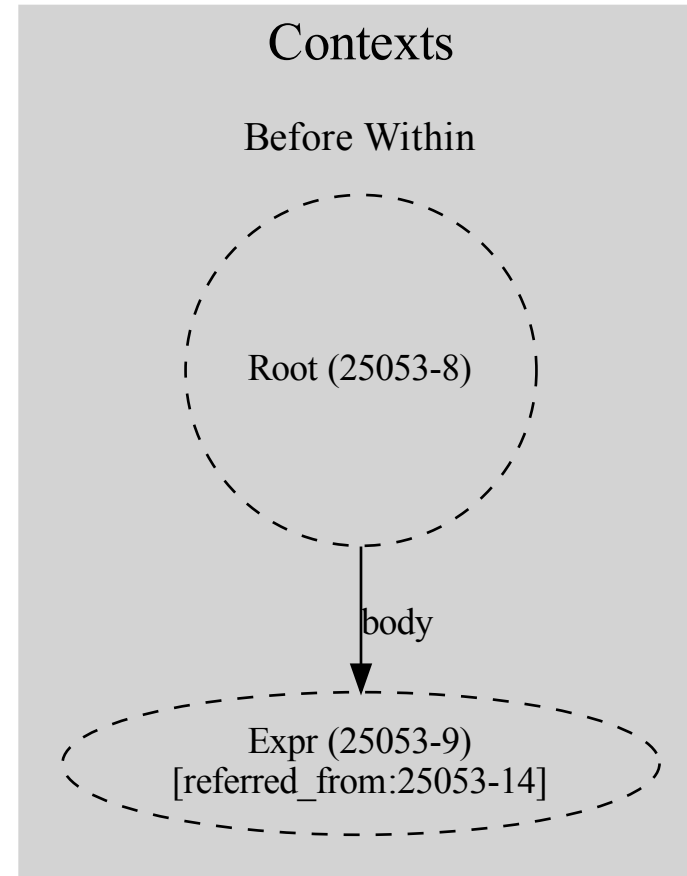 Contexts
Before Within
Root (25053-8)
body
Expr (25053-9)
[referred_from:25053-14]